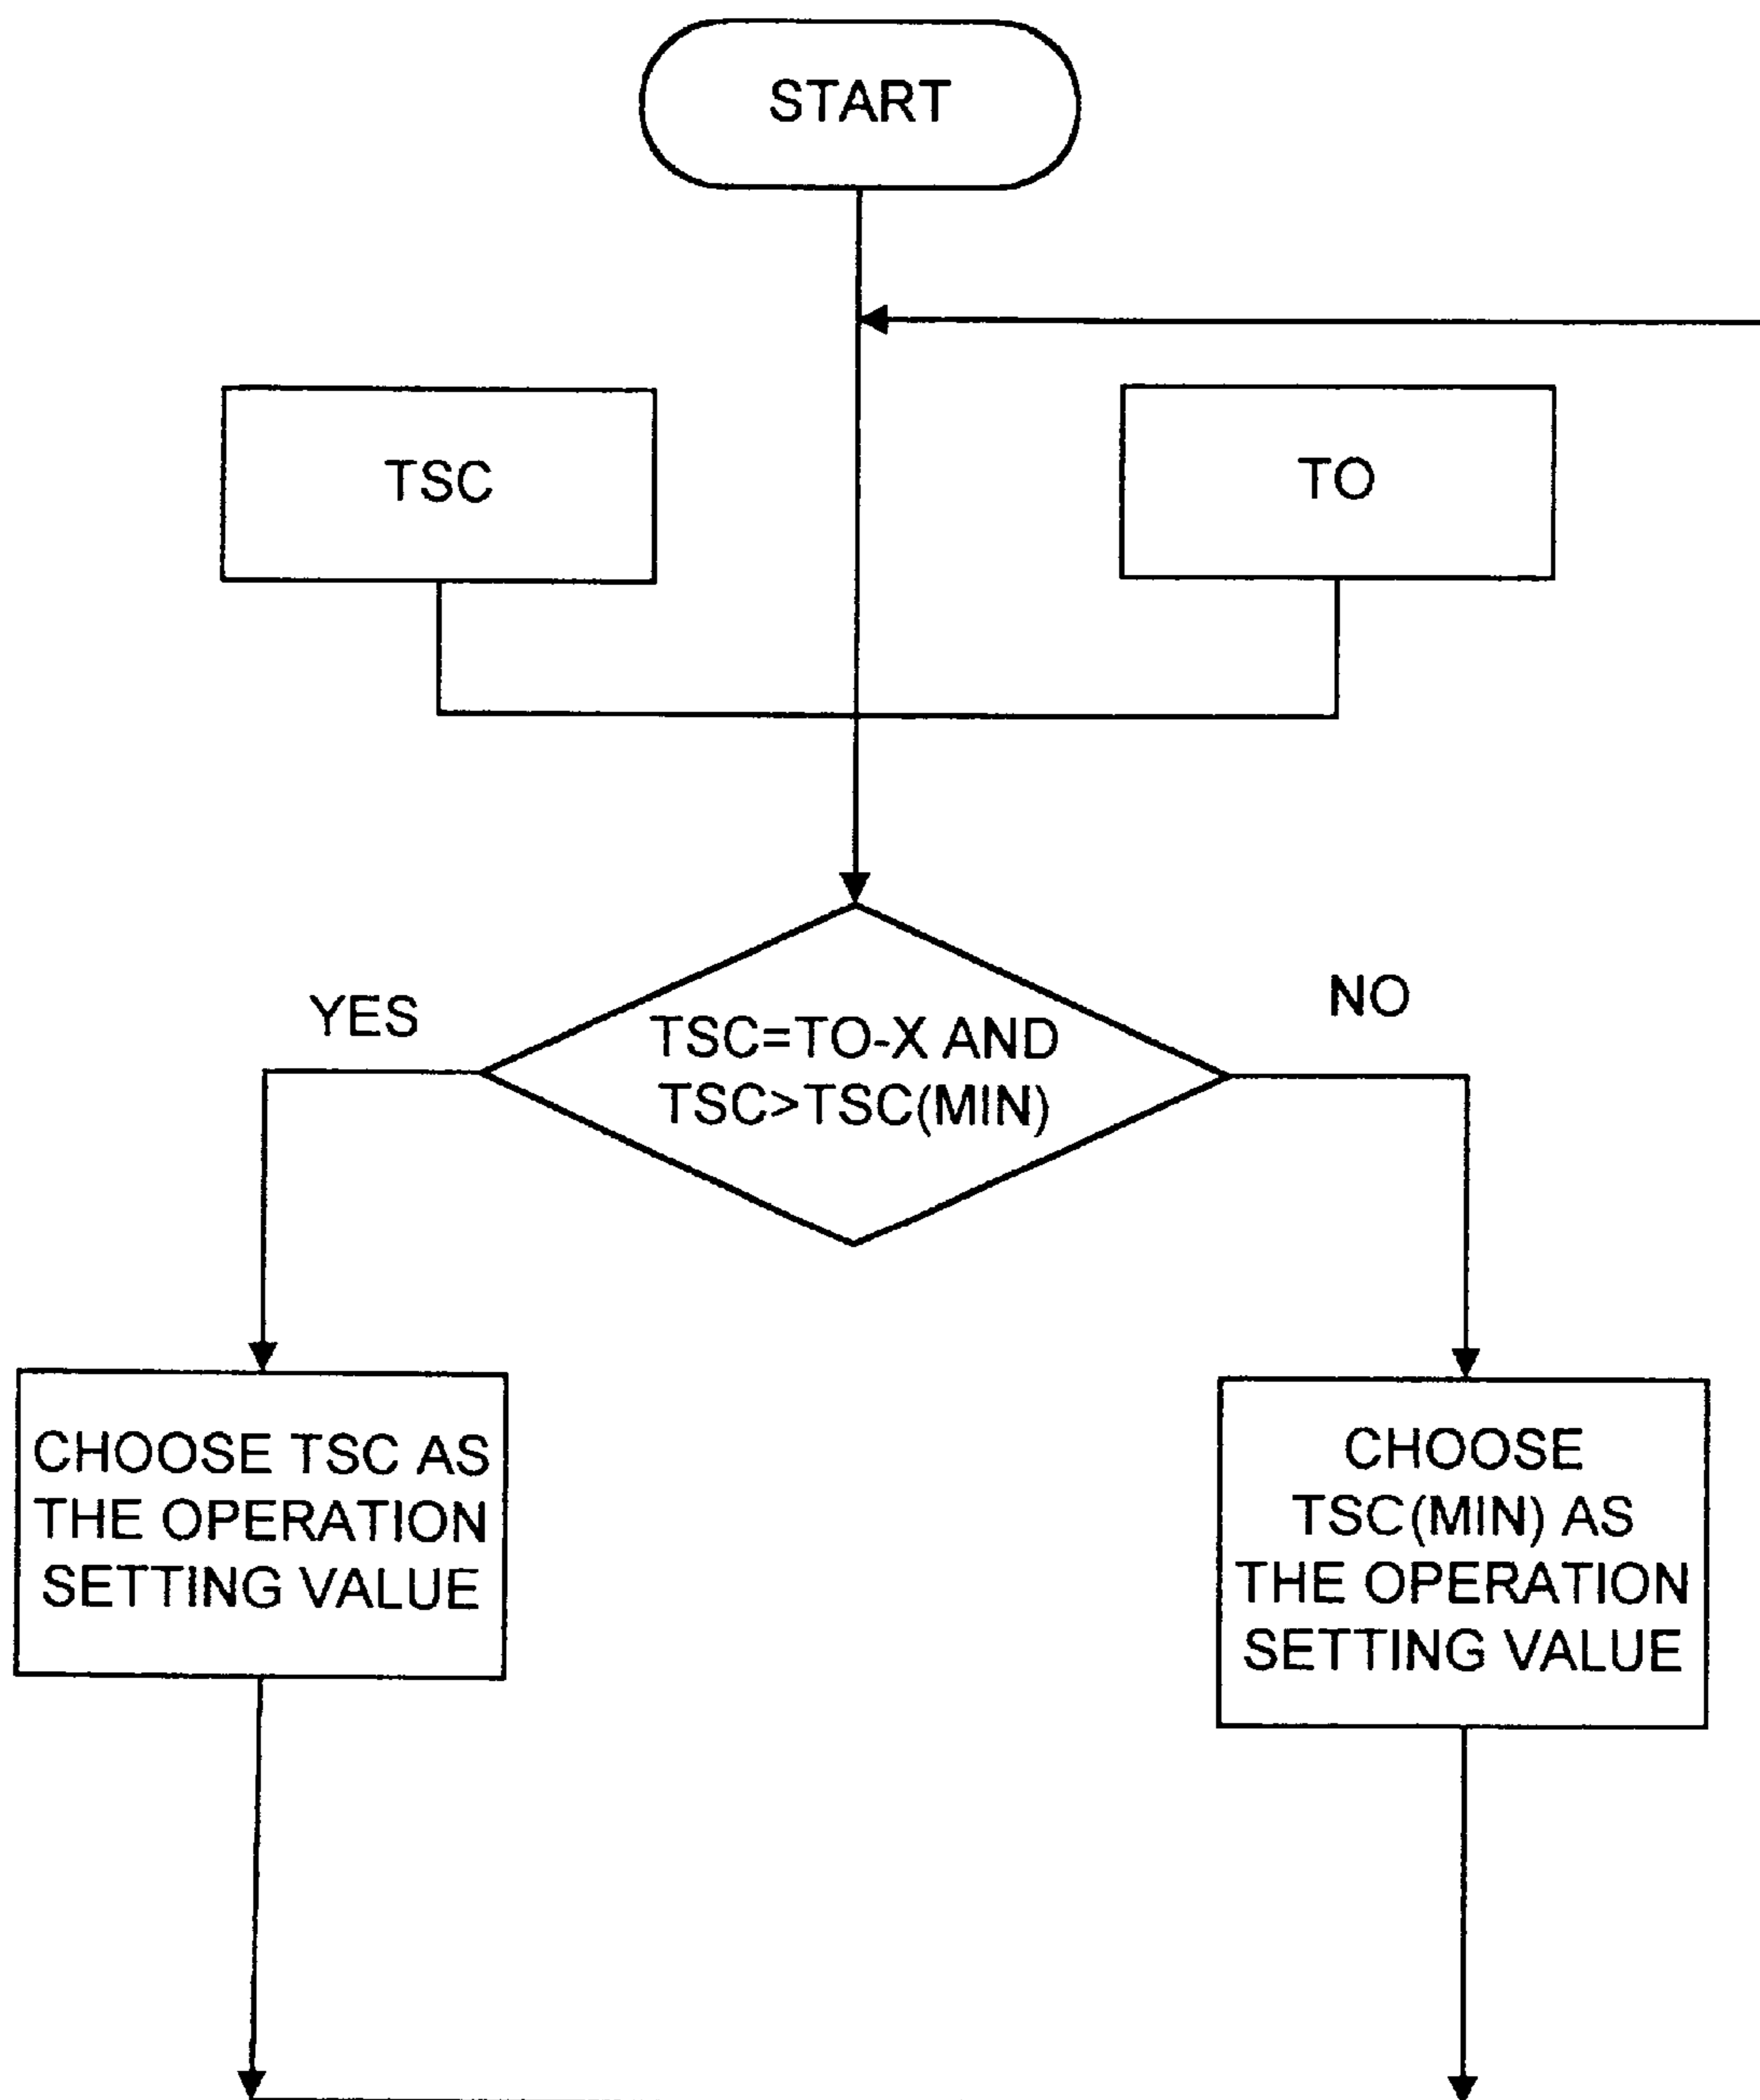 START
TSC
TO
YES
NO
TSC=TO-X AND
TSC>TSC(MIN)
CHOOSE TSC AS
THE OPERATION
SETTING VALUE
CHOOSE
TSC(MIN) AS
THE OPERATION
SETTING VALUE